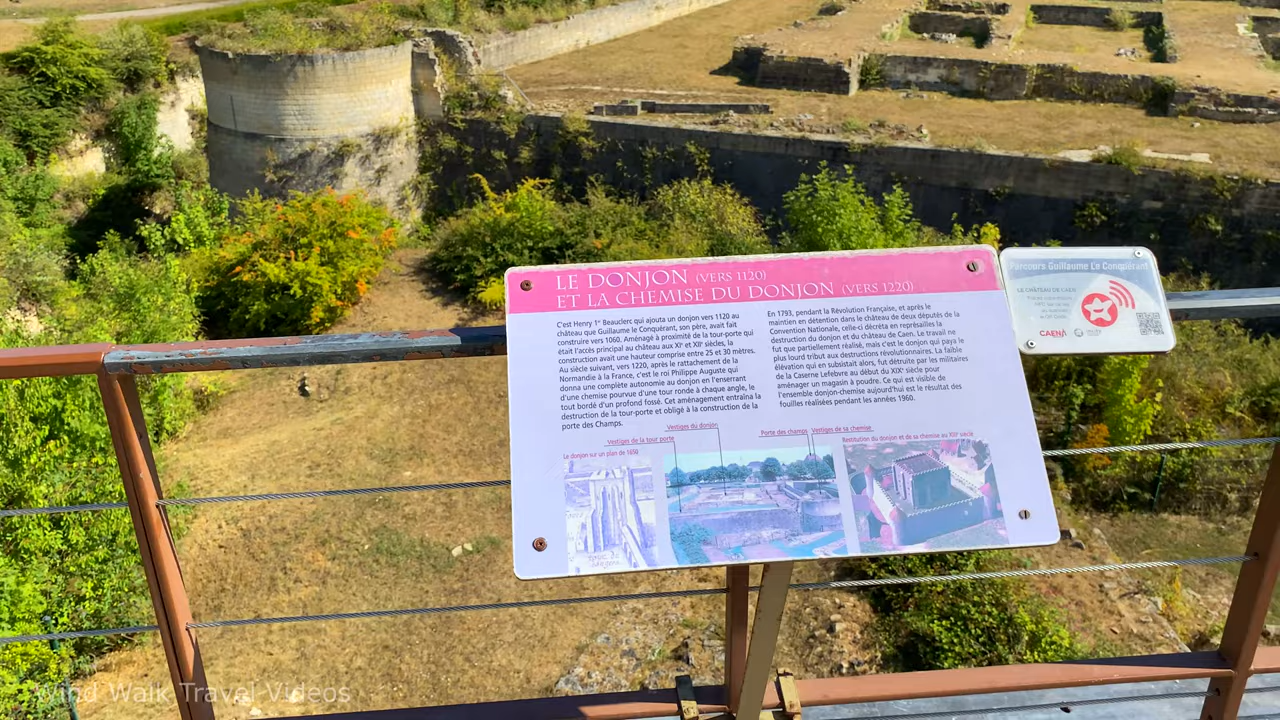 LE DONJON (VERS 1120)
ET LA CHEMISE DU DONJON (VERS 1220)
C'est Henry 1er Beauclerc qui ajouta un donjon vers 1120 au
château que Guillaume le Conquérant, son père, avait fait
construire vers 1060. Aménagé à proximité de la tour-porte qui
était l'accès principal au château aux XIe et XIIe siècles, la
construction avait une hauteur comprise entre 25 et 30 mètres.
Au siècle suivant, vers 1220, après le rattachement de la
Normandie à la France, c'est le roi Philippe Auguste qui
donna une complète autonomie au donjon en l'enserrant
d'une chemise pourvue d'une tour ronde à chaque angle, le
tout bordé d'un profond fossé. Cet aménagement entraîna la
destruction de la tour-porte et obligé à la construction de la
porte des Champs.
En 1793, pendant la Révolution Française, et après le
maintien en détention dans le château de deux députés de la
Convention Nationale, celle-ci décréta en représailles la
destruction du donjon et du château de Caen. Le travail ne
fut que partiellement réalisé, mais c'est le donjon qui paya le
plus lourd tribut aux destructions révolutionnaires. La faible
élévation qui en subsistait alors, fut détruite par les militaires
de la Caserne Lefebvre au début du XIXe siècle pour
aménager un magasin à poudre. Ce qui est visible de
l'ensemble donjon-chemise aujourd'hui est le résultat des
fouilles réalisées pendant les années 1960.
Vestiges du donjon
Vestiges de la tour porte
Porte des champs
Vestiges de sa chemise
Le donjon sur un plan de 1650
Restitution du donjon et de sa chemise au XIIIe siècle
Parcours Guillaume Le Conquérant
LE CHÂTEAU DE CAEN
CAEN
Wind Walk Travel Videos